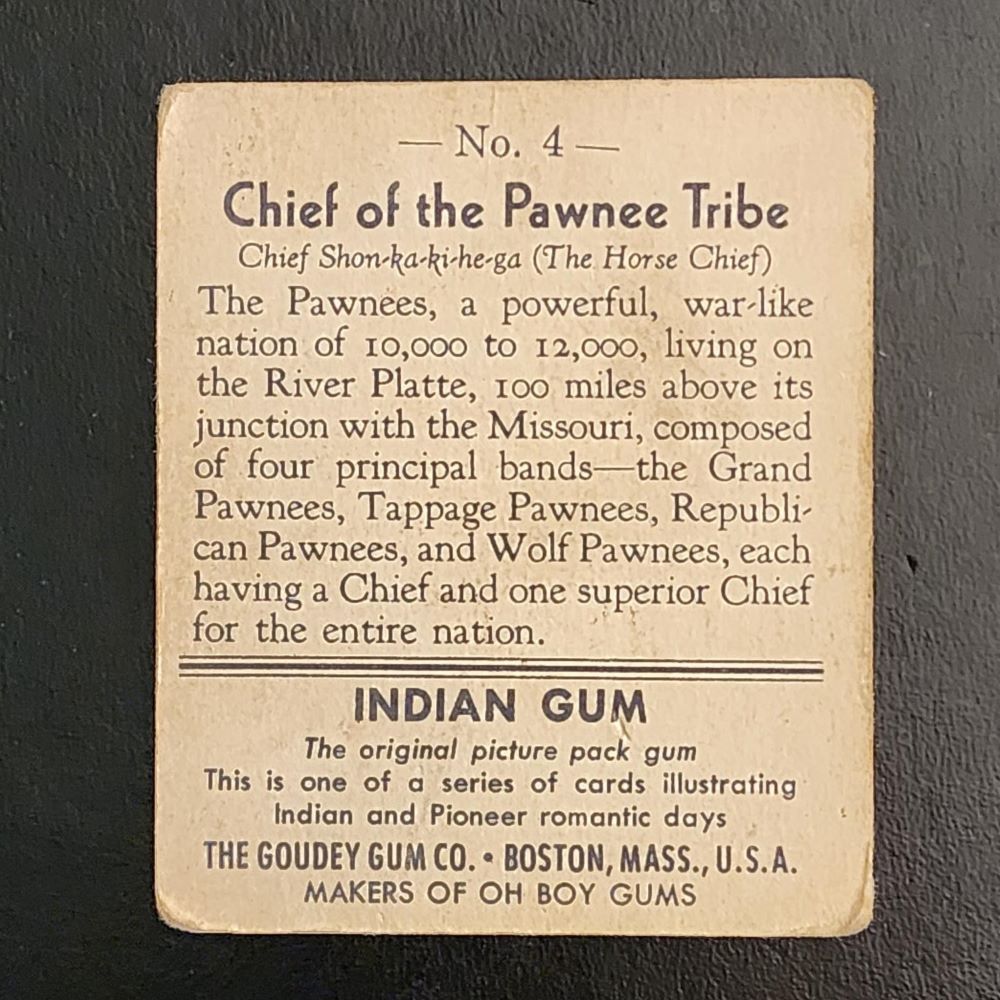 — No. 4 —
Chief of the Pawnee Tribe
Chief Shon-ka-ki-he-ga (The Horse Chief)
The Pawnees, a powerful, war-like
nation of 10,000 to 12,000, living on
the River Platte, 100 miles above its
junction with the Missouri, composed
of four principal bands—the Grand
Pawnees, Tappage Pawnees, Republi-
can Pawnees, and Wolf Pawnees, each
having a Chief and one superior Chief
for the entire nation.
INDIAN GUM
The original picture pack gum
This is one of a series of cards illustrating
Indian and Pioneer romantic days
THE GOUDEY GUM CO. • BOSTON, MASS., U.S.A.
MAKERS OF OH BOY GUMS